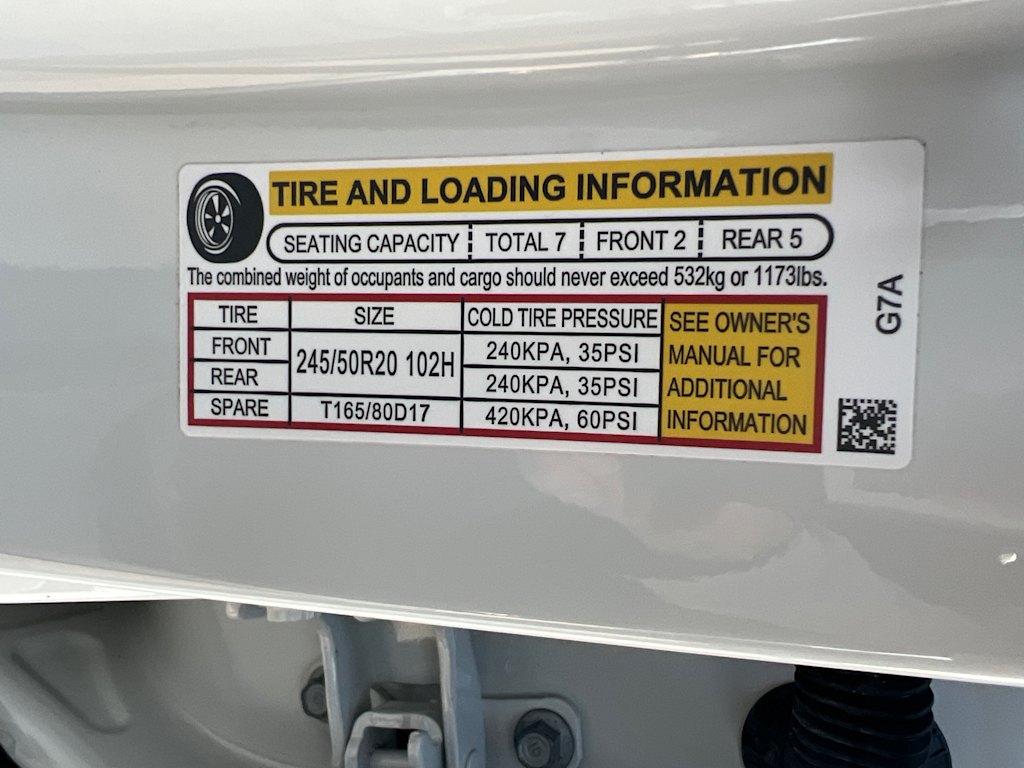 TIRE AND LOADING INFORMATION
SEATING CAPACITY TOTAL 7 FRONT 2 REAR 5
The combined weight of occupants and cargo should never exceed 532kg or 1173lbs.
TIRE SIZE COLD TIRE PRESSURE
FRONT 245/50R20 102H 240KPA, 35PSI
REAR 240KPA, 35PSI
SPARE T165/80D17 420KPA, 60PSI
SEE OWNER'S
MANUAL FOR
ADDITIONAL
INFORMATION
G7A